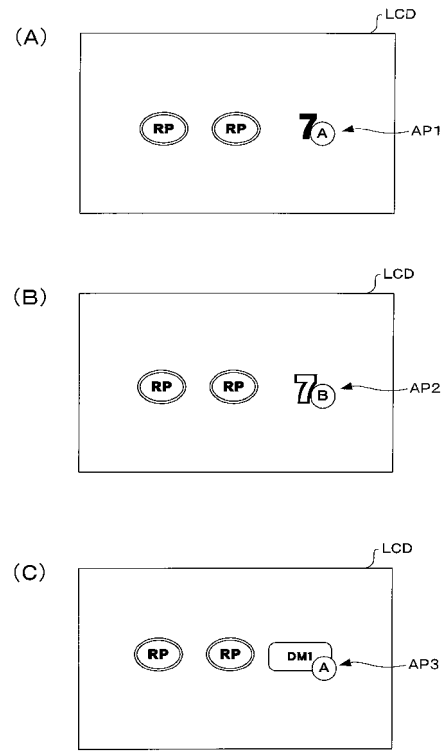 (A)
LCD
RP RP 7 A AP1
(B)
LCD
RP RP 7 B AP2
(C)
LCD
RP RP DM1 A AP3